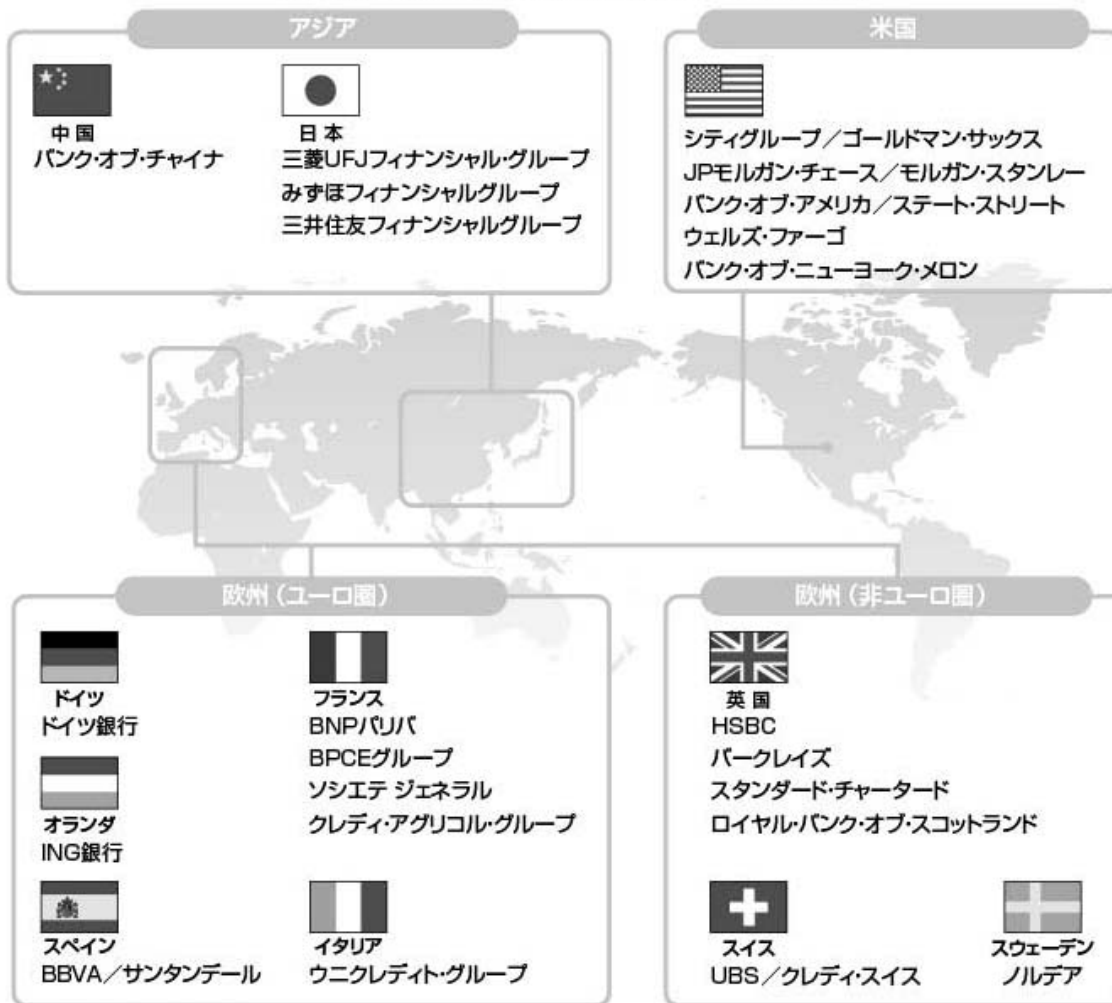 アジア
中国
バンク・オブ・チャイナ
日本
三菱UFJフィナンシャル・グループ
みずほフィナンシャルグループ
三井住友フィナンシャルグループ
米国
シティグループ／ゴールドマン・サックス
JPモルガン・チェース／モルガン・スタンレー
バンク・オブ・アメリカ／ステート・ストリート
ウェルズ・ファーゴ
バンク・オブ・ニューヨーク・メロン
欧州（ユーロ圏）
ドイツ
ドイツ銀行
フランス
BNPパリバ
BPCEグループ
ソシエテ ジェネラル
クレディ・アグリコル・グループ
オランダ
ING銀行
スペイン
BBVA／サンタンデール
イタリア
ウニクレディト・グループ
欧州（非ユーロ圏）
英国
HSBC
バークレイズ
スタンダード・チャータード
ロイヤル・バンク・オブ・スコットランド
スイス
UBS／クレディ・スイス
スウェーデン
ノルデア